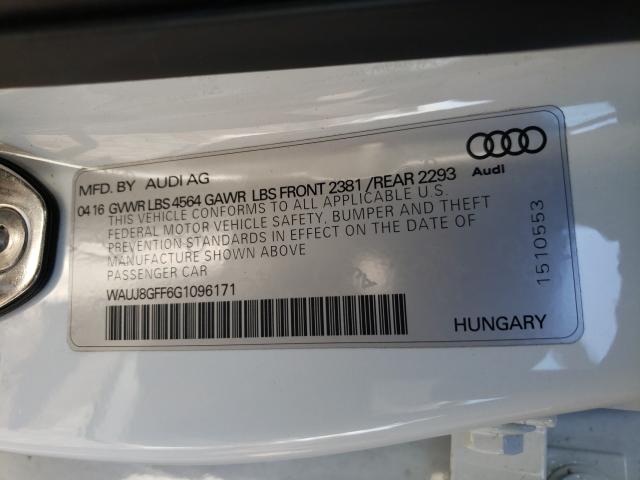 MFD. BY AUDI AG
04 16 GVWR LBS 4564 GAWR LBS FRONT 2381 /REAR 2293
THIS VEHICLE CONFORMS TO ALL APPLICABLE U.S.
FEDERAL MOTOR VEHICLE SAFETY, BUMPER AND THEFT
PREVENTION STANDARDS IN EFFECT ON THE DATE OF
MANUFACTURE SHOWN ABOVE
PASSENGER CAR
WAUJ8GFF6G1096171
Audi
1510553
HUNGARY